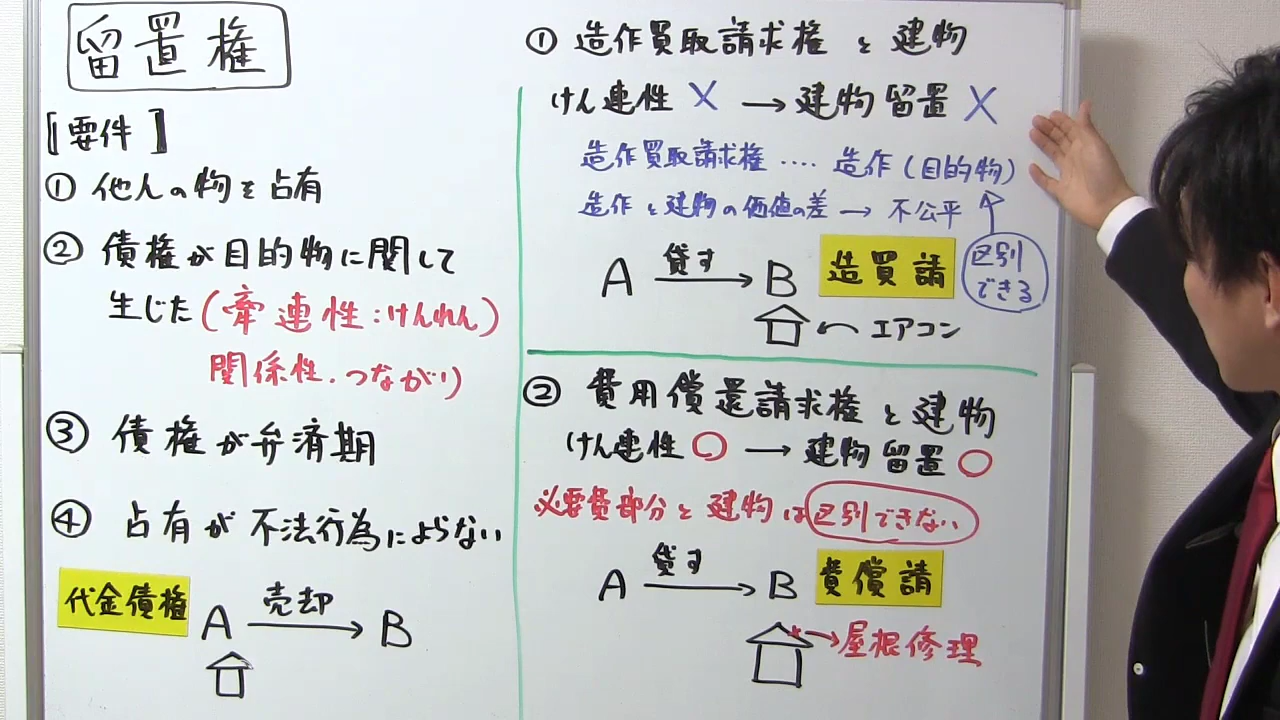 留置権
[要件]
① 他人の物を占有
② 債権が目的物に関して
生じた(牽連性:けんれん)
関係性.つながり)
③ 債権が弁済期
④ 占有が不法行為によらない
代金債権
A 売却 → B
① 造作買取請求権 と 建物
けん連性 X → 建物留置 X
造作買取請求権 ‥‥ 造作(目的物)
造作と建物の価値の差 → 不公平
区別
できる
A 貸す → B
造買請
エアコン
② 費用償還請求権 と 建物
けん連性 ○ → 建物留置 ○
必要費部分と建物は区別できない
A 貸す → B
費償請
→屋根修理